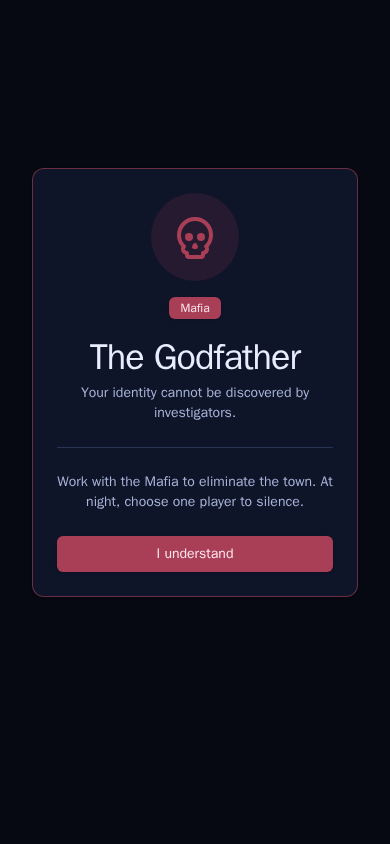 Mafia
The Godfather
Your identity cannot be discovered by
investigators.
Work with the Mafia to eliminate the town. At
night, choose one player to silence.
I understand